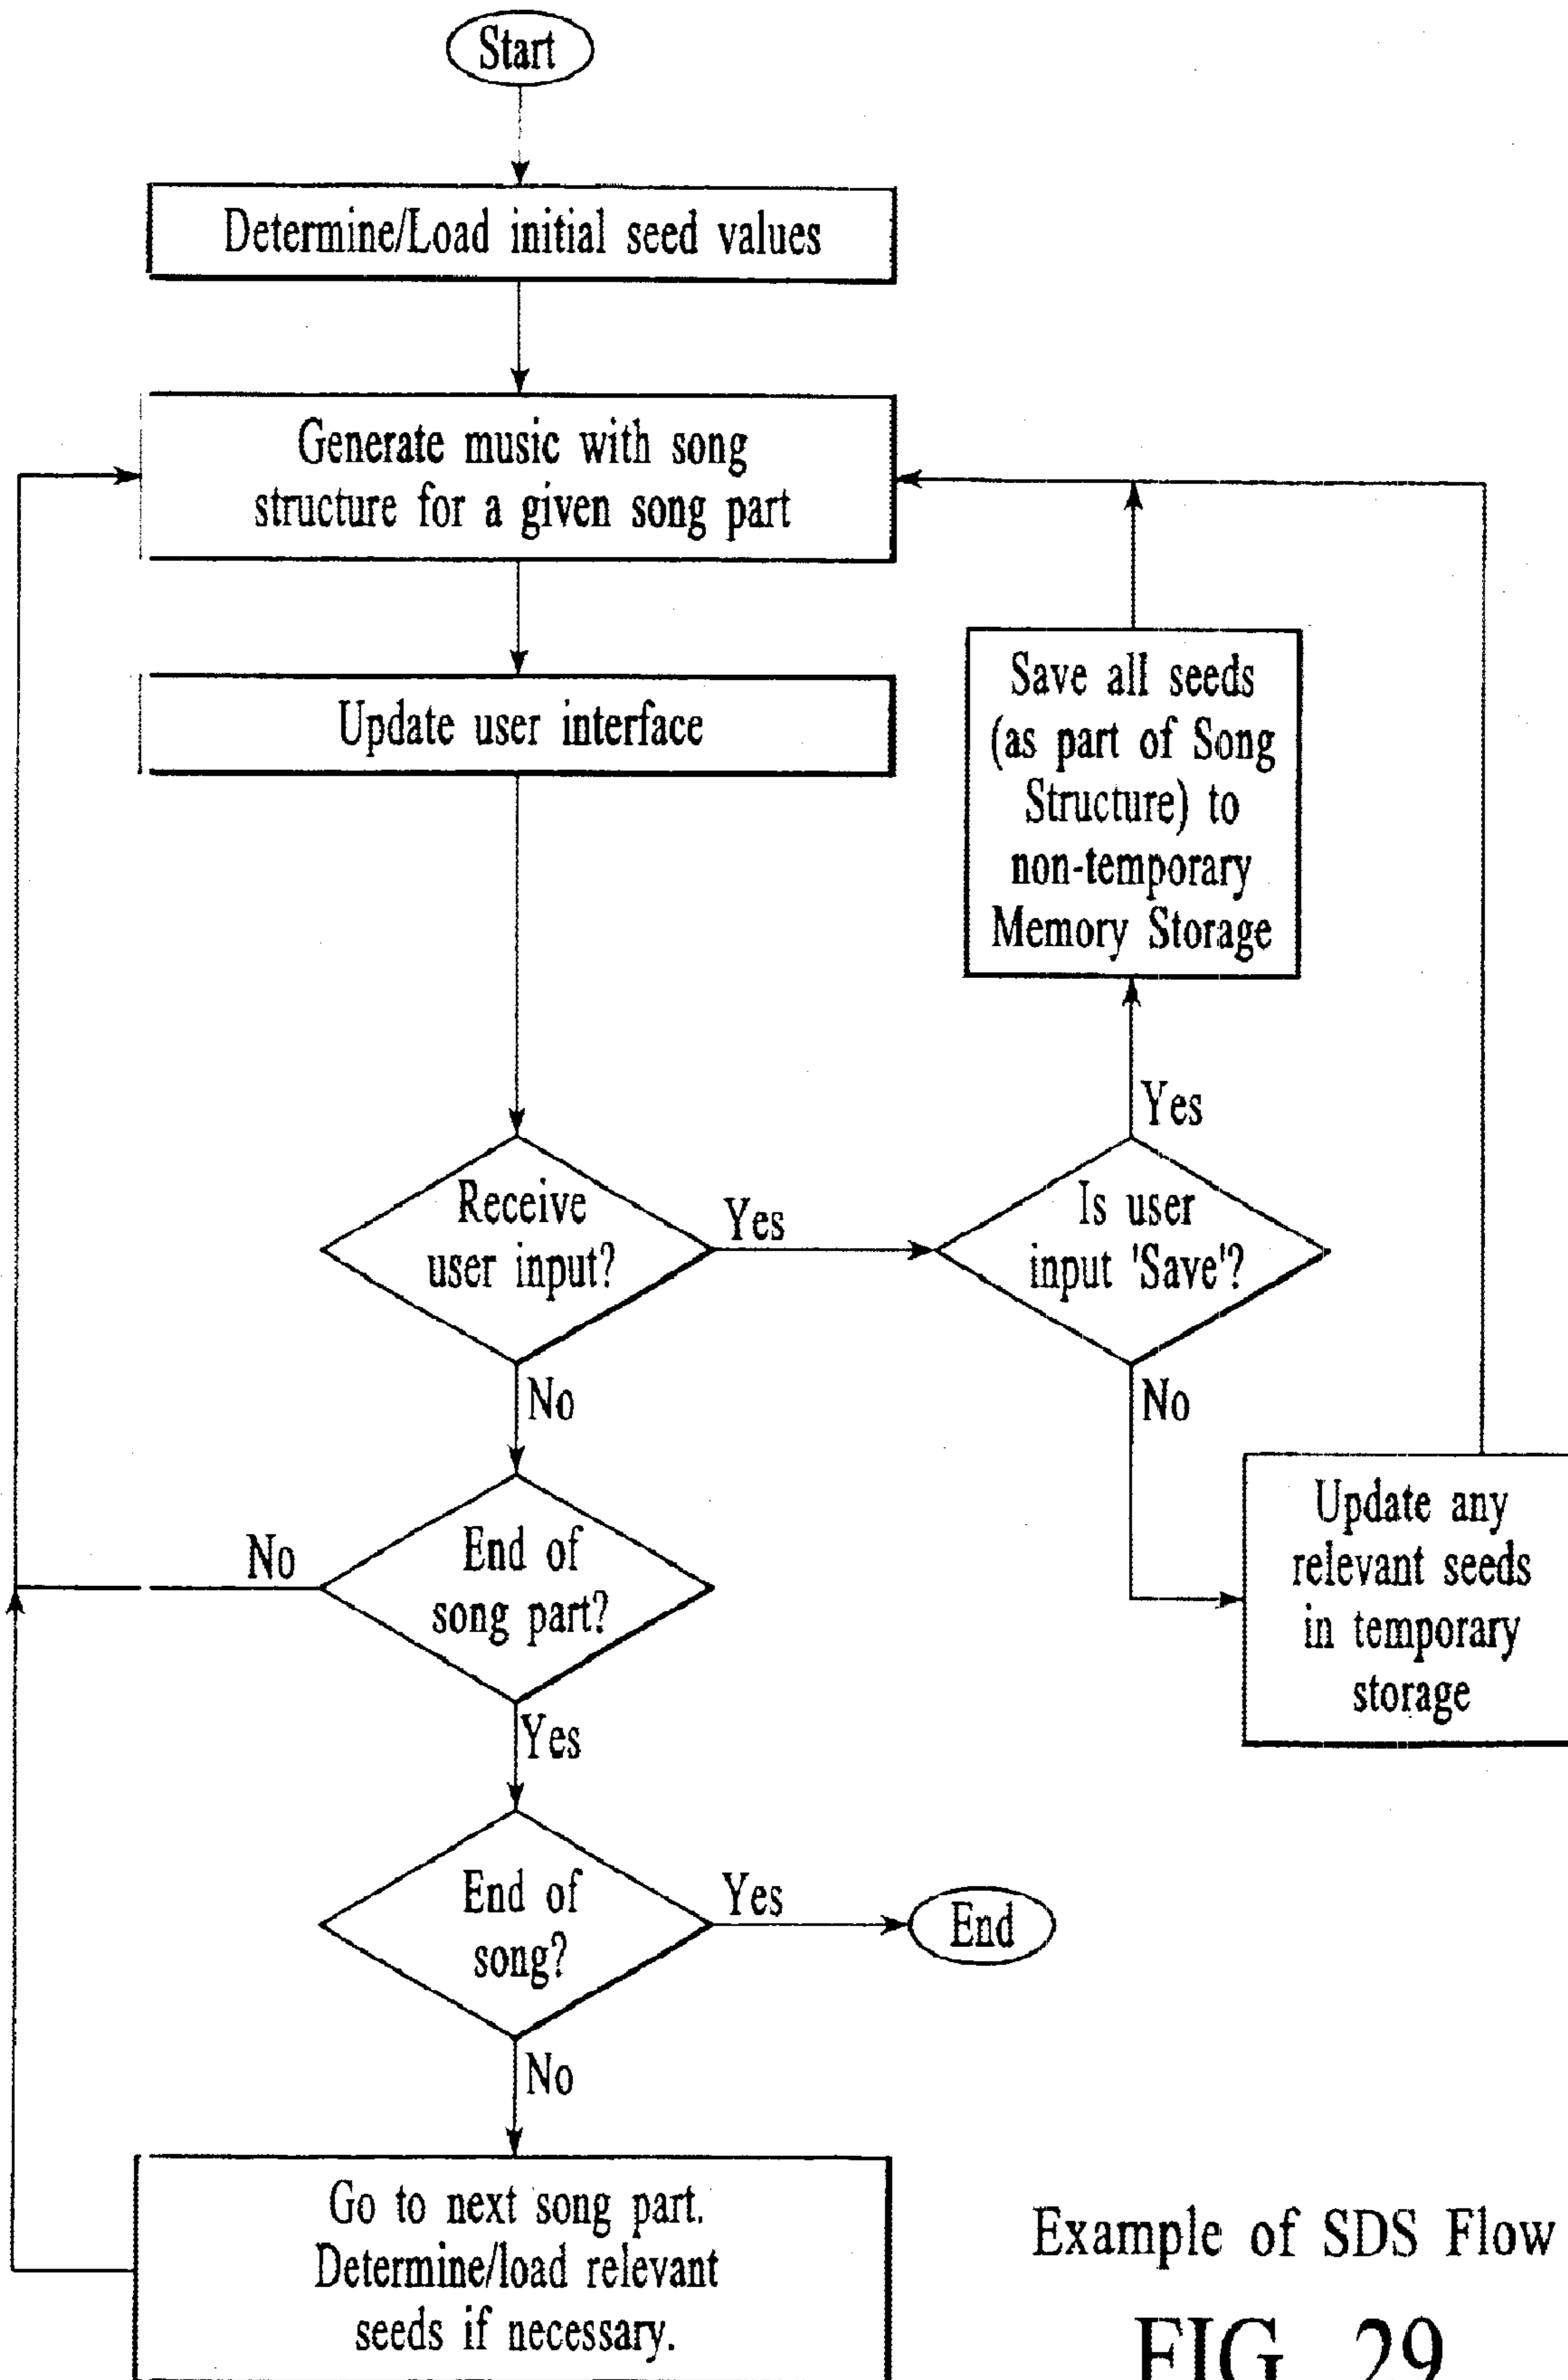 Start
Determine/Load initial seed values
Generate music with song
structure for a given song part
Update user interface
Save all seeds
(as part of Song
Structure) to
non-temporary
Memory Storage
Yes
Receive
user input?
Yes
Is user
input 'Save'?
No
No
Update any
relevant seeds
in temporary
storage
No
End of
song part?
Yes
End of
song?
Yes
End
No
Go to next song part.
Determine/load relevant
seeds if necessary.
Example of SDS Flow
FIG. 29